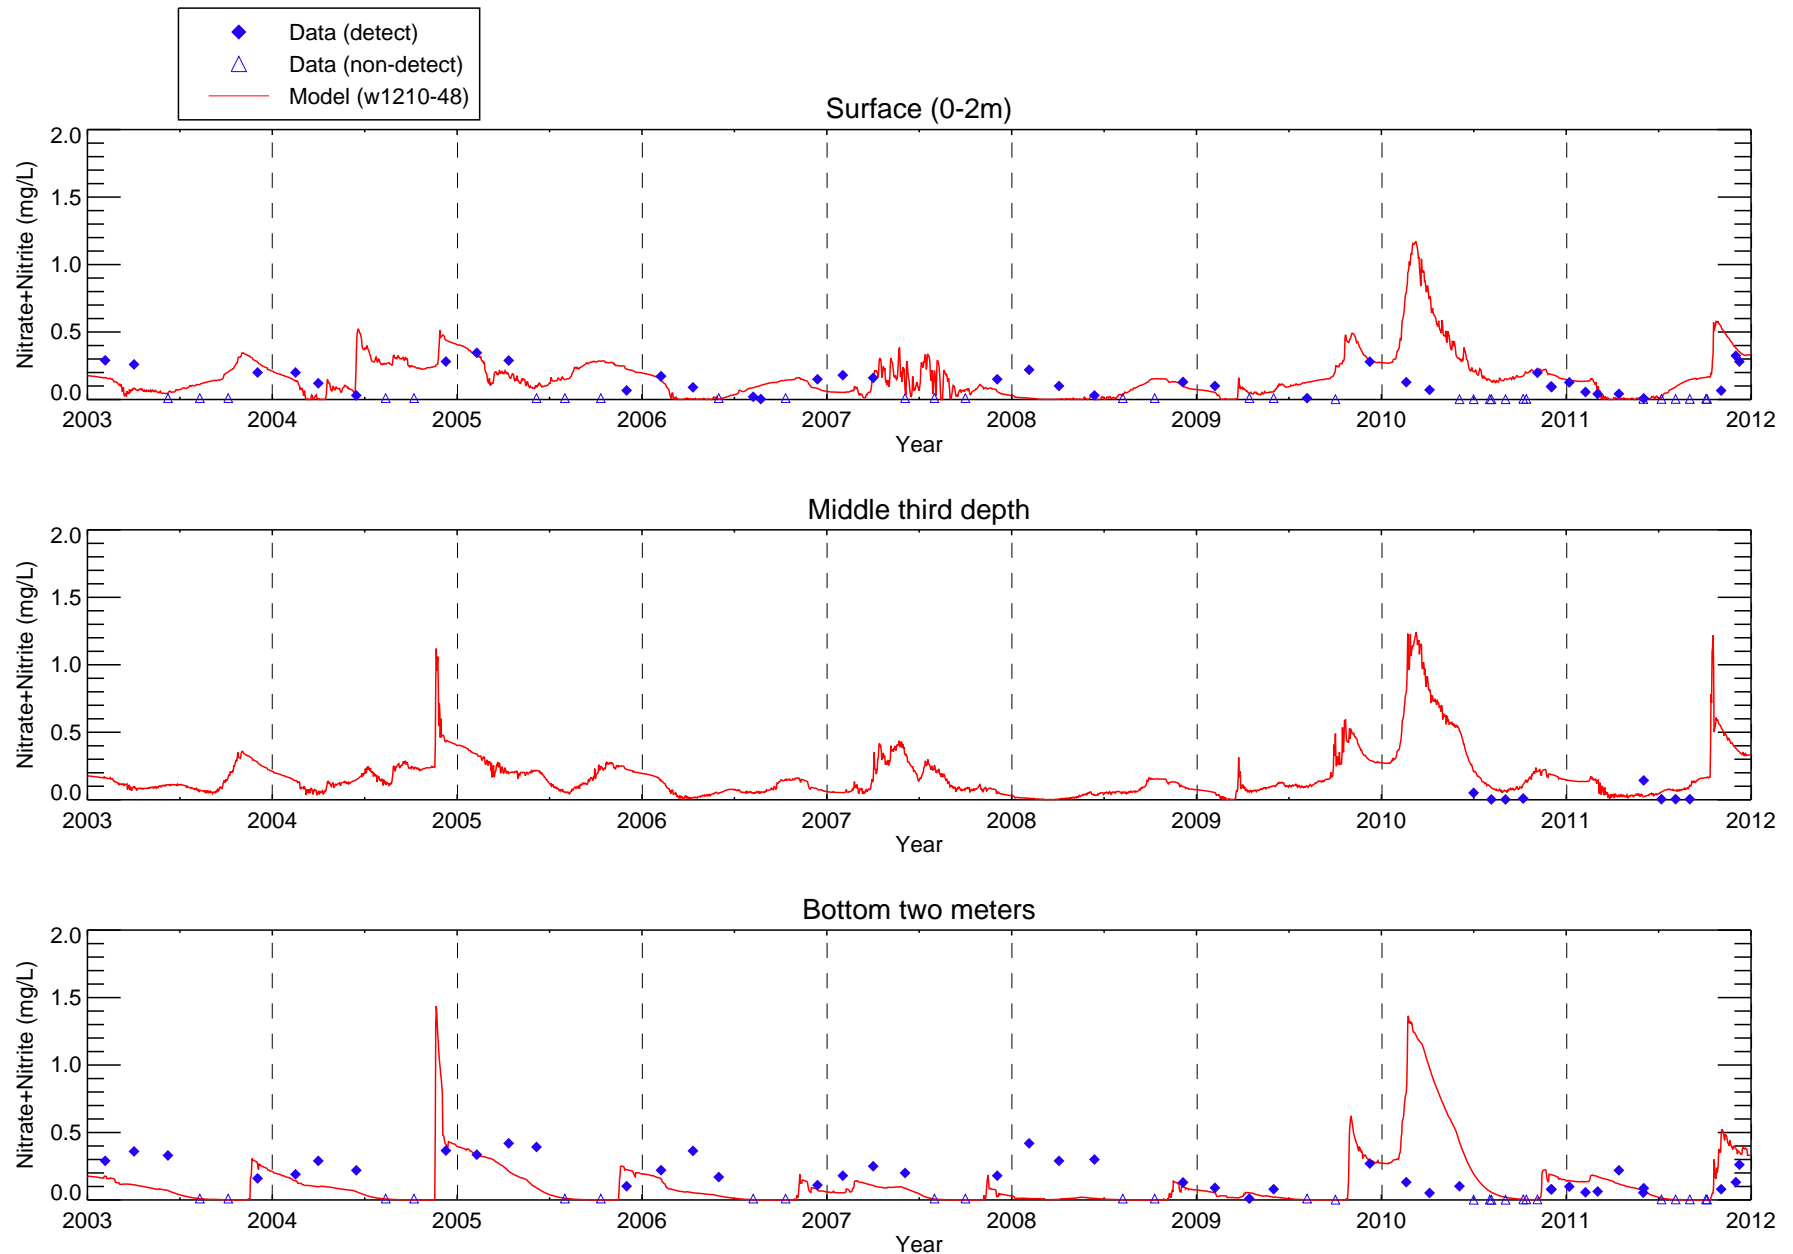 Data (detect)
Data (non-detect)
Model (w1210-48)
Surface (0-2m)
Nitrate+Nitrite (mg/L)
2.0
1.5
1.0
0.5
0.0
2003 2004 2005 2006 2007 2008 2009 2010 2011 2012
Year
Middle third depth
Nitrate+Nitrite (mg/L)
2.0
1.5
1.0
0.5
0.0
2003 2004 2005 2006 2007 2008 2009 2010 2011 2012
Year
Bottom two meters
Nitrate+Nitrite (mg/L)
2.0
1.5
1.0
0.5
0.0
2003 2004 2005 2006 2007 2008 2009 2010 2011 2012
Year